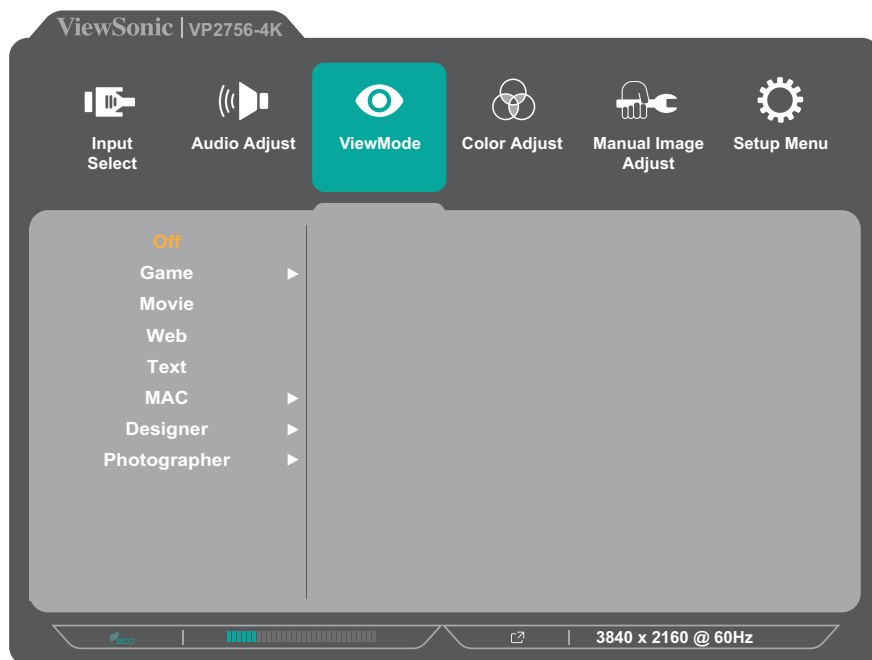 ViewSonic | VP2756-4K
Input Select
Audio Adjust
ViewMode
Color Adjust
Manual Image Adjust
Setup Menu
Off
Game
Movie
Web
Text
MAC
Designer
Photographer
eco
3840 x 2160 @ 60Hz